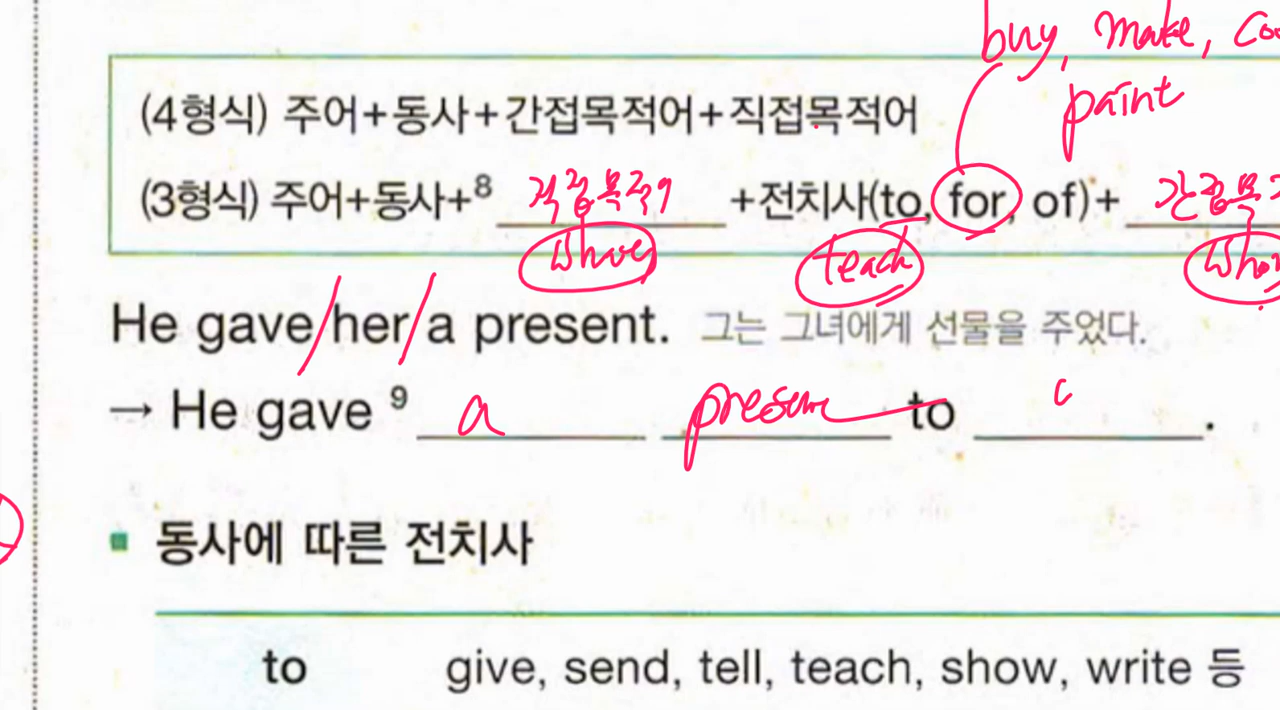 buy, make,
paint
(4형식) 주어+동사+간접목적어+직접목적어
(3형식) 주어+동사+⁸ 직접목적어 +전치사(to, for, of)+ 간접목
teach
He gave/her/a present. 그는 그녀에게 선물을 주었다.
→ He gave ⁹ a to .
동사에 따른 전치사
to give, send, tell, teach, show, write 등